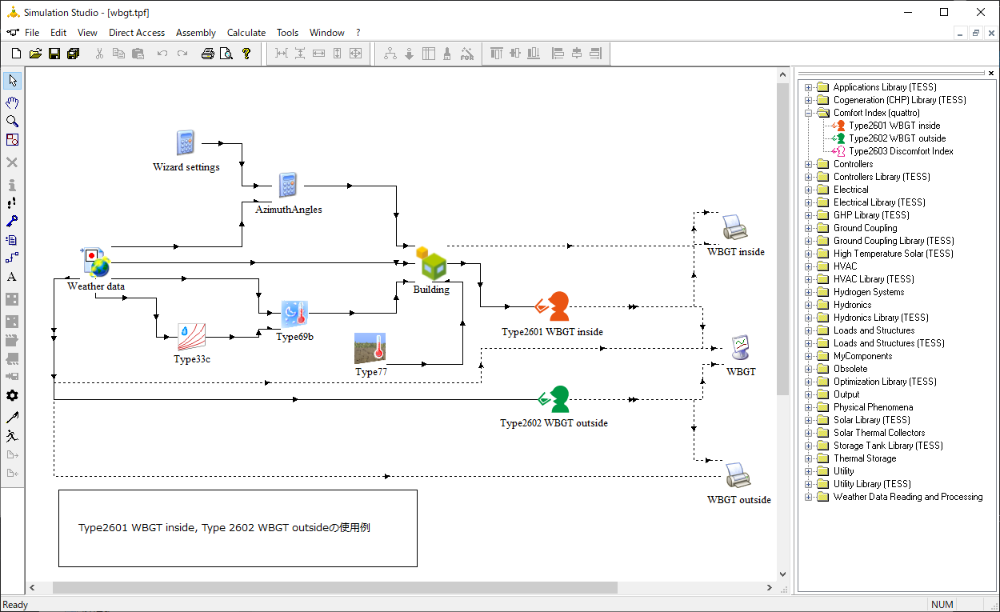 Simulation Studio - [wbgt.tpf]
File Edit View Direct Access Assembly Calculate Tools Window ?
FOR
Wizard settings
AzimuthAngles
Weather data
Building
Type33c
Type69b
Type77
Type2601 WBGT inside
Type2602 WBGT outside
WBGT inside
WBGT
WBGT outside
Type2601 WBGT inside, Type 2602 WBGT outsideの使用例
Applications Library (TESS)
Cogeneration (CHP) Library (TESS)
Comfort Index (quattro)
Type2601 WBGT inside
Type2602 WBGT outside
Type2603 Discomfort Index
Controllers
Controllers Library (TESS)
Electrical
Electrical Library (TESS)
GHP Library (TESS)
Ground Coupling
Ground Coupling Library (TESS)
High Temperature Solar (TESS)
HVAC
HVAC Library (TESS)
Hydrogen Systems
Hydronics
Hydronics Library (TESS)
Loads and Structures
Loads and Structures (TESS)
MyComponents
Obsolete
Optimization Library (TESS)
Output
Physical Phenomena
Solar Library (TESS)
Solar Thermal Collectors
Storage Tank Library (TESS)
Thermal Storage
Utility
Utility Library (TESS)
Weather Data Reading and Processing
Ready
NUM